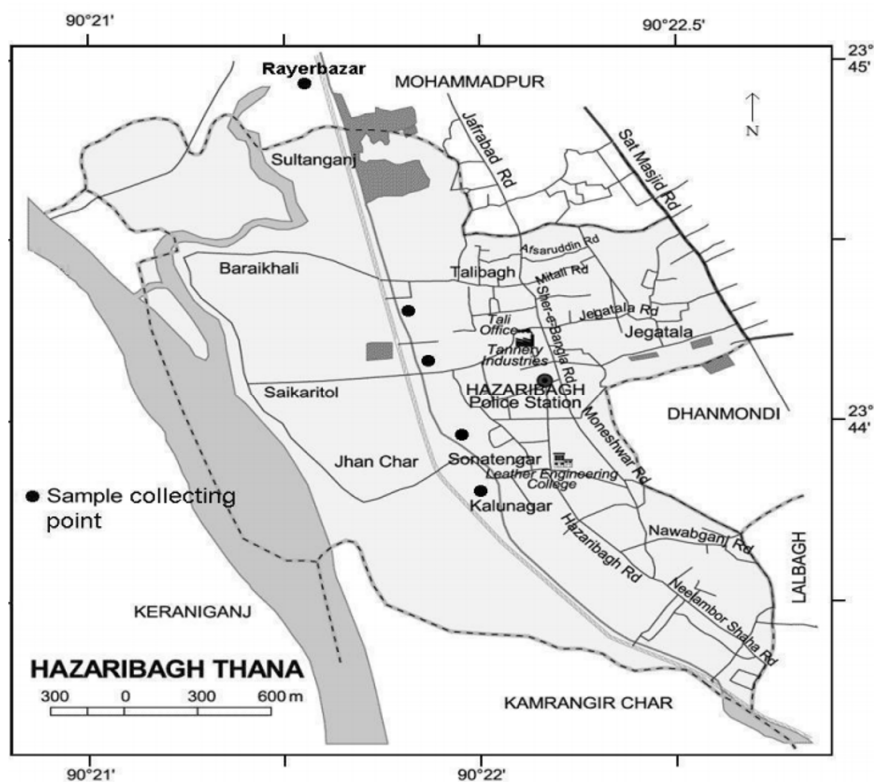 90°21'
90°22.5'
23°
45'
Rayerbazar
MOHAMMADPUR
N
Jafrabad Rd
Sat Masjid Rd
Sultanganj
Afsaruddin Rd
Baraikhali
Talibagh
Mitali Rd
Sher-e-Bangla Rd
Jegatala Rd
Tali
Office
Jegatala
Tannery
Industries
Saikaritol
HAZARIBAGH
Police Station
DHANMONDI
23°
44'
Moneshwar Rd
Jhan Char
Sonatengar
Leather Engineering
College
Sample collecting
point
Kalunagar
Hazaribagh Rd
Nawabganj Rd
LALBAGH
KERANIGANJ
Neelambor Shaha Rd
HAZARIBAGH THANA
300 0 300 600 m
KAMRANGIR CHAR
90°21'
90°22'